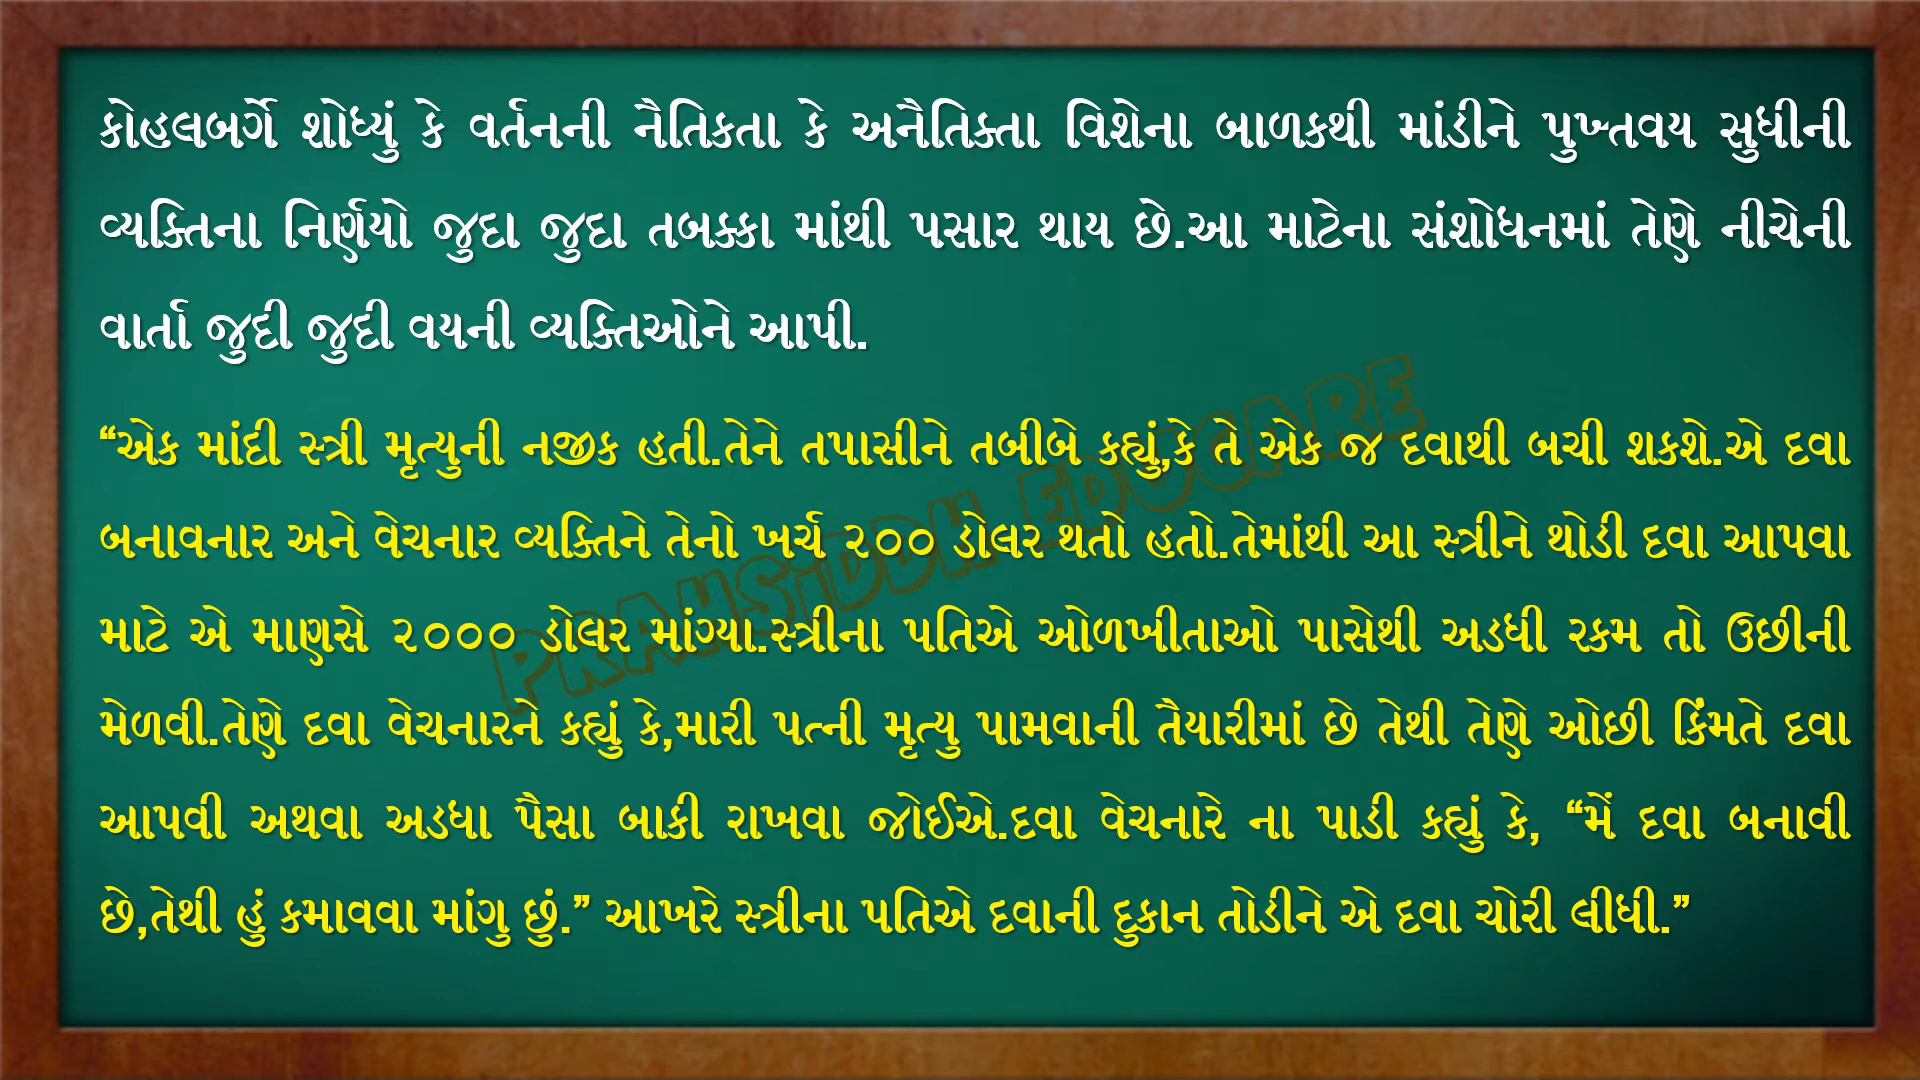 કોહલબર્ગે શોધ્યું કે વર્તનની નૈતિકતા કે અનૈતિક્તા વિશેના બાળકથી માંડીને પુખ્તવય સુધીની
વ્યક્તિના નિર્ણયો જુદા જુદા તબક્કા માંથી પસાર થાય છે.આ માટેના સંશોધનમાં તેણે નીચેની
વાર્તા જુદી જુદી વયની વ્યક્તિઓને આપી.
“એક માંદી સ્ત્રી મૃત્યુની નજીક હતી.તેને તપાસીને તબીબે કહ્યું,કે તે એક જ દવાથી બચી શકશે.એ દવા
બનાવનાર અને વેચનાર વ્યક્તિને તેનો ખર્ચ ૨૦૦ ડોલર થતો હતો.તેમાંથી આ સ્ત્રીને થોડી દવા આપવા
માટે એ માણસે ૨૦૦૦ ડોલર માંગ્યા.સ્ત્રીના પતિએ ઓળખીતાઓ પાસેથી અડધી રકમ તો ઉછીની
મેળવી.તેણે દવા વેચનારને કહ્યું કે,મારી પત્ની મૃત્યુ પામવાની તૈયારીમાં છે તેથી તેણે ઓછી કિંમતે દવા
આપવી અથવા અડધા પૈસા બાકી રાખવા જોઈએ.દવા વેચનારે ના પાડી કહ્યું કે, “મેં દવા બનાવી
છે,તેથી હું કમાવવા માંગુ છું.” આખરે સ્ત્રીના પતિએ દવાની દુકાન તોડીને એ દવા ચોરી લીધી.”
PRAHSIDDH EDUCARE